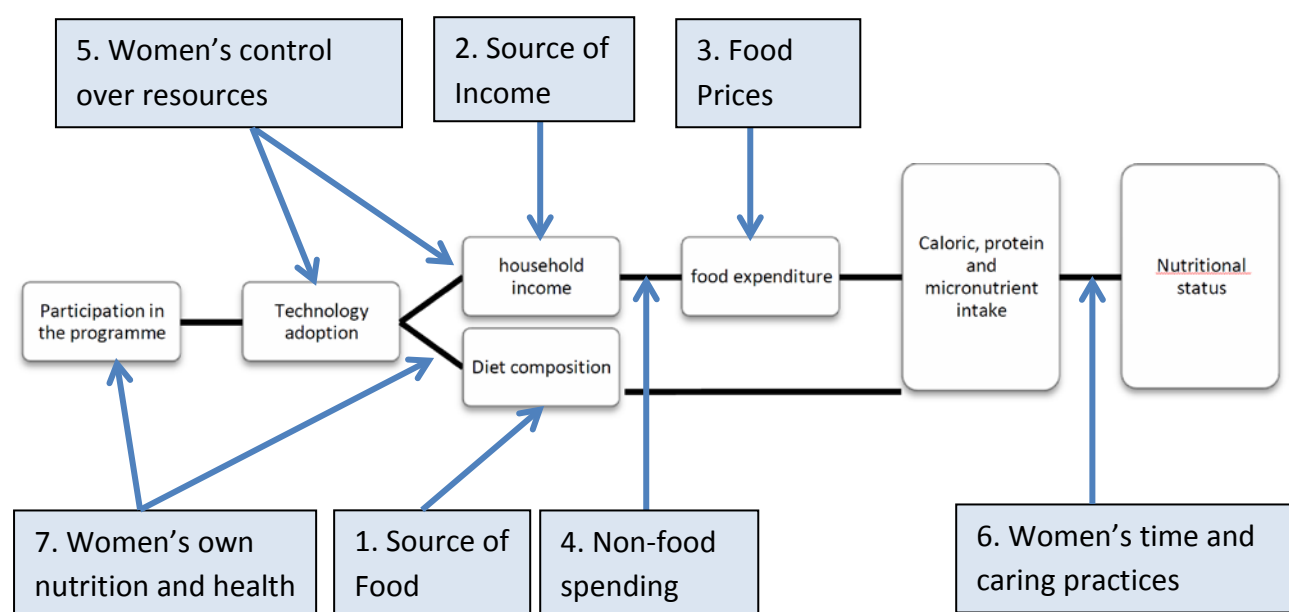 5. Women’s control
over resources
2. Source of
Income
3. Food
Prices
Participation in
the programme
Technology
adoption
household
income
Diet composition
food expenditure
Caloric, protein
and
micronutrient
intake
Nutritional
status
7. Women’s own
nutrition and health
1. Source of
Food
4. Non-food
spending
6. Women’s time and
caring practices